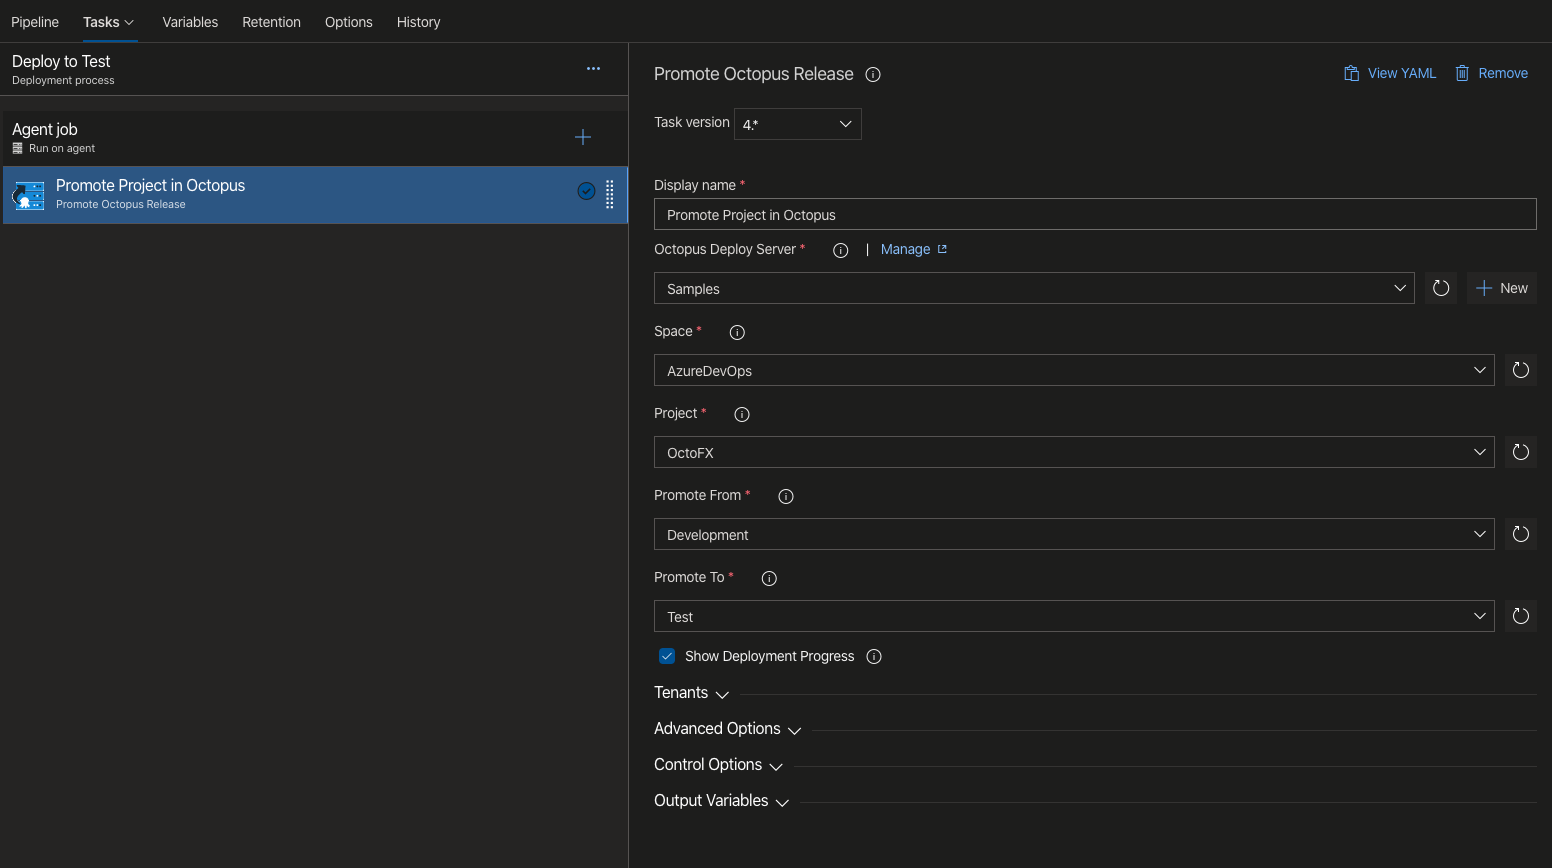 Pipeline Tasks Variables Retention Options History
Deploy to Test
Deployment process
Agent job
Run on agent
Promote Project in Octopus
Promote Octopus Release
Promote Octopus Release View YAML Remove
Task version 4.*
Display name *
Promote Project in Octopus
Octopus Deploy Server * | Manage
Samples New
Space *
AzureDevOps
Project *
OctoFX
Promote From *
Development
Promote To *
Test
Show Deployment Progress
Tenants
Advanced Options
Control Options
Output Variables